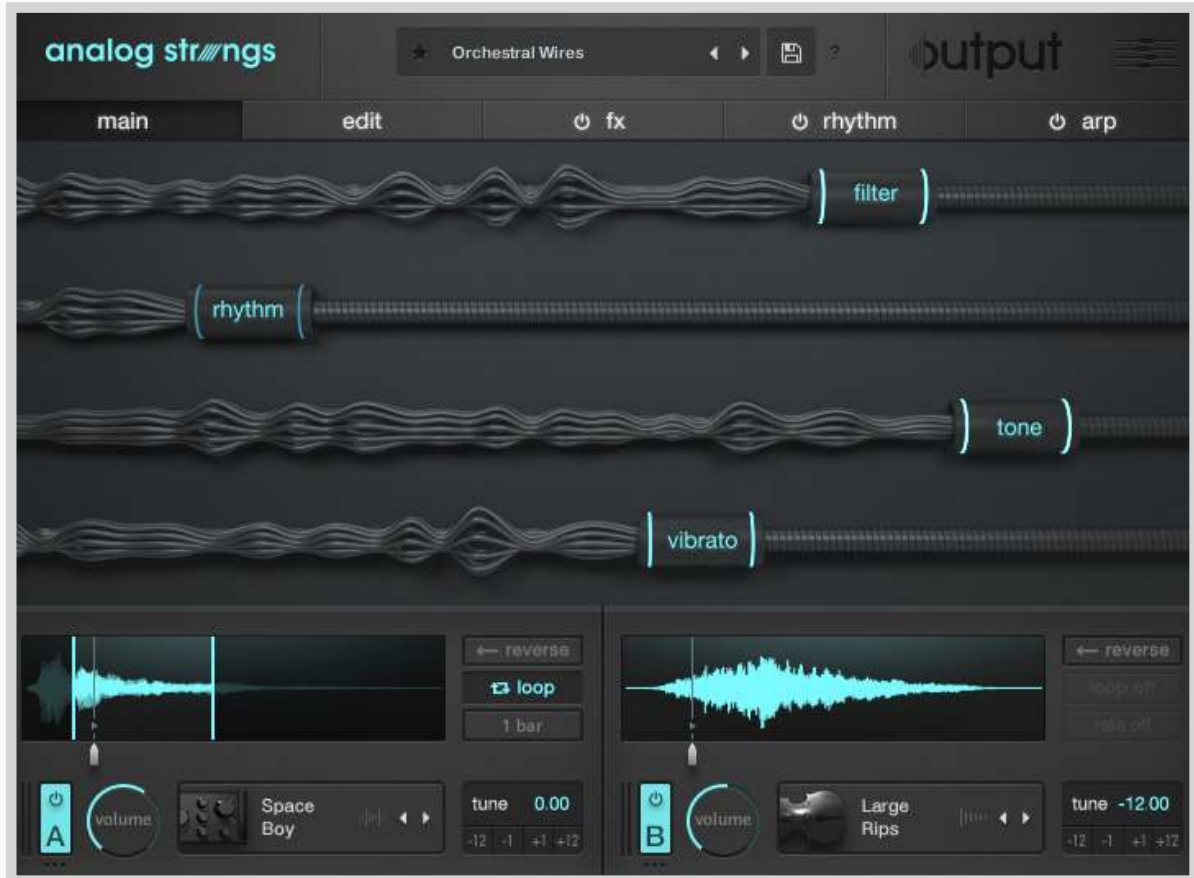 analog strings
Orchestral Wires
?
output
main
edit
fx
rhythm
arp
filter
rhythm
tone
vibrato
← reverse
loop
1 bar
← reverse
loop off
rate off
A
volume
Space
Boy
tune 0.00
-12 -1 +1 +12
B
volume
Large
Rips
tune -12.00
-12 -1 +1 +12